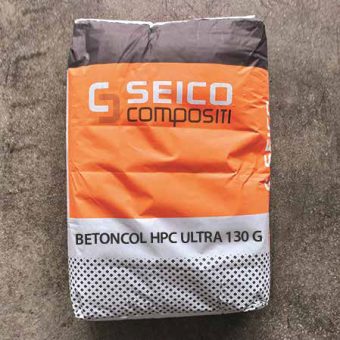 SEICO
COMPOSITI
BETONCOL HPC ULTRA 130 G